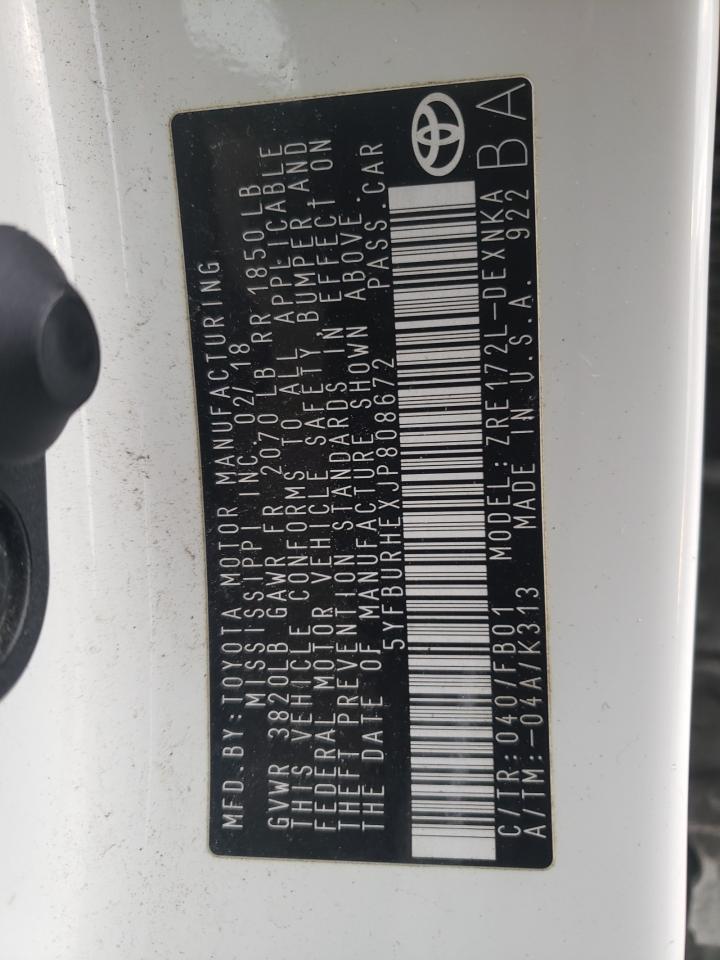 MFD.BY:TOYOTA MOTOR MANUFACTURING
MISSISSIPPI INC.02/18
GVWR 3820LB GAWR FR 2070 LB RR 1850 LB
THIS VEHICLE CONFORMS TO ALL APPLICABLE
FEDERAL MOTOR VEHICLE SAFETY, BUMPER AND
THEFT PREVENTION STANDARDS IN EFFECT ON
THE DATE OF MANUFACTURE SHOWN ABOVE.
5YFBURHEXJP808672 PASS.CAR
C/TR:040/FB01 MODEL:ZRE172L-DEXNKA
A/TM:-04A/K313 MADE IN U.S.A. 922
BA